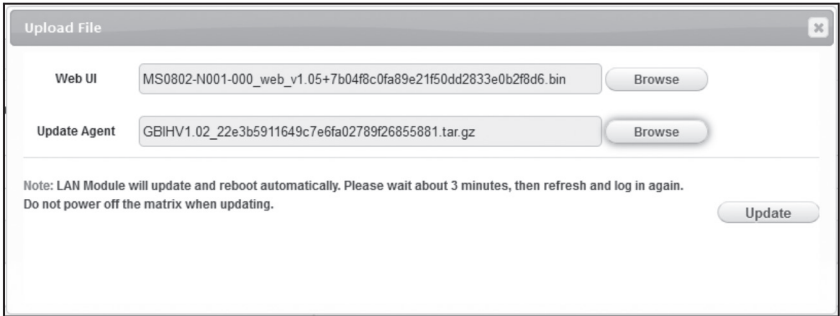 Upload File
Web UI MS0802-N001-000_web_v1.05+7b04f8c0fa89e21f50dd2833e0b2f8d6.bin Browse
Update Agent GBIHV1.02_22e3b5911649c7e6fa02789f26855881.tar.gz Browse
Note: LAN Module will update and reboot automatically. Please wait about 3 minutes, then refresh and log in again.
Do not power off the matrix when updating.
Update